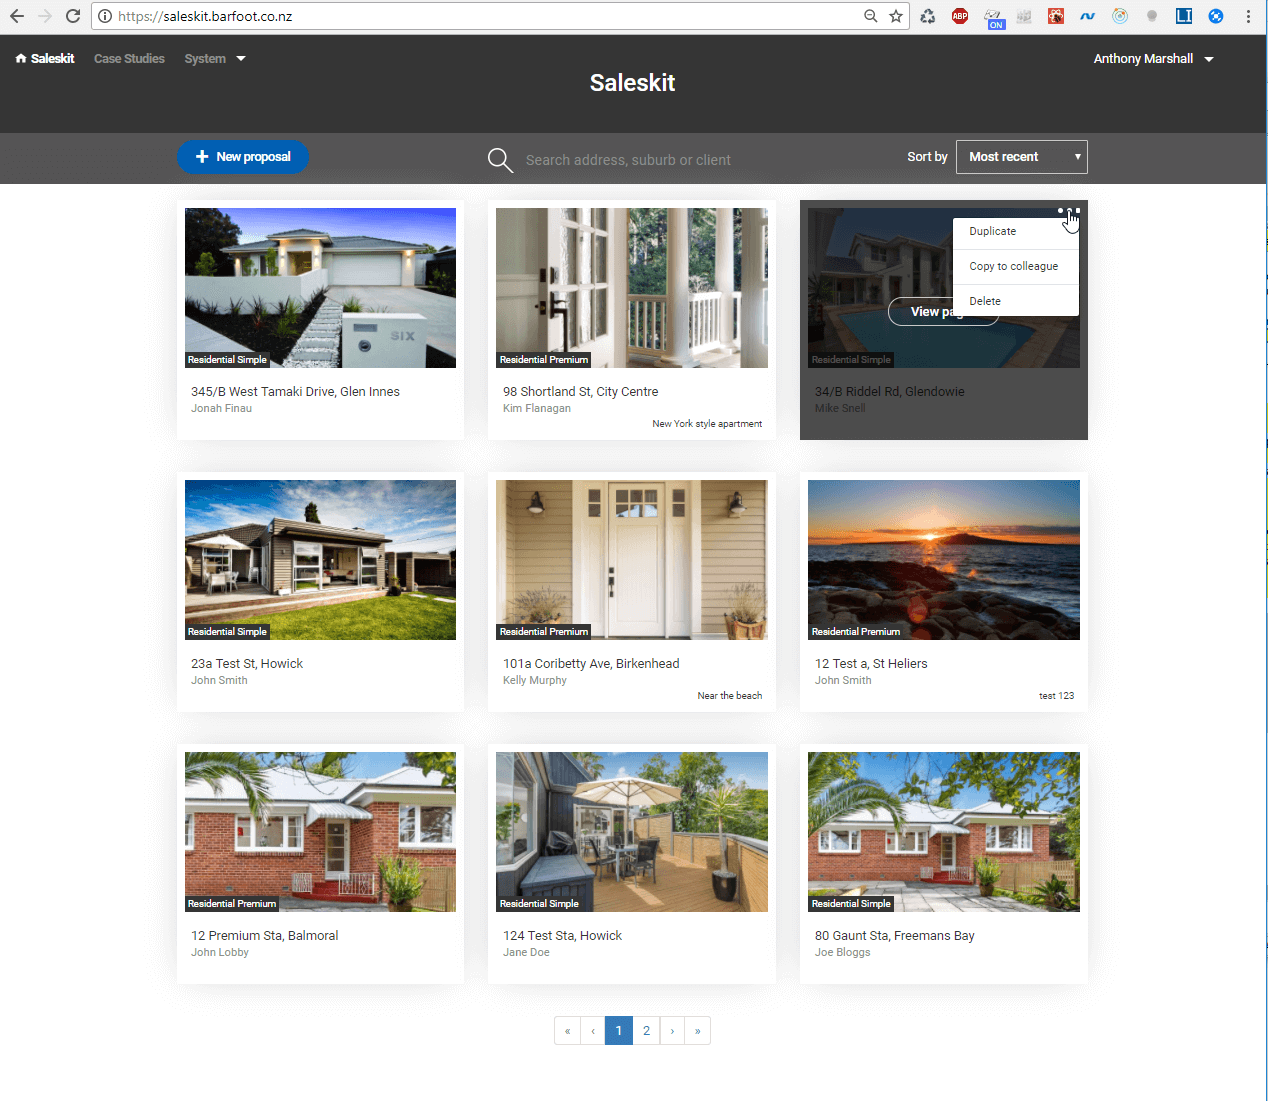 https://saleskit.barfoot.co.nz
ABP
ON
LI
Saleskit
Case Studies
System
Anthony Marshall
Saleskit
+ New proposal
Search address, suburb or client
Sort by
Most recent
SIX
Residential Simple
345/B West Tamaki Drive, Glen Innes
Jonah Finau
Residential Premium
98 Shortland St, City Centre
Kim Flanagan
New York style apartment
Duplicate
Copy to colleague
Delete
View pag
Residential Simple
34/B Riddel Rd, Glendowie
Mike Snell
Residential Simple
23a Test St, Howick
John Smith
Residential Premium
101a Coribetty Ave, Birkenhead
Kelly Murphy
Near the beach
Residential Premium
12 Test a, St Heliers
John Smith
test 123
Residential Premium
12 Premium Sta, Balmoral
John Lobby
Residential Simple
124 Test Sta, Howick
Jane Doe
Residential Simple
80 Gaunt Sta, Freemans Bay
Joe Bloggs
« ‹ 1 2 › »